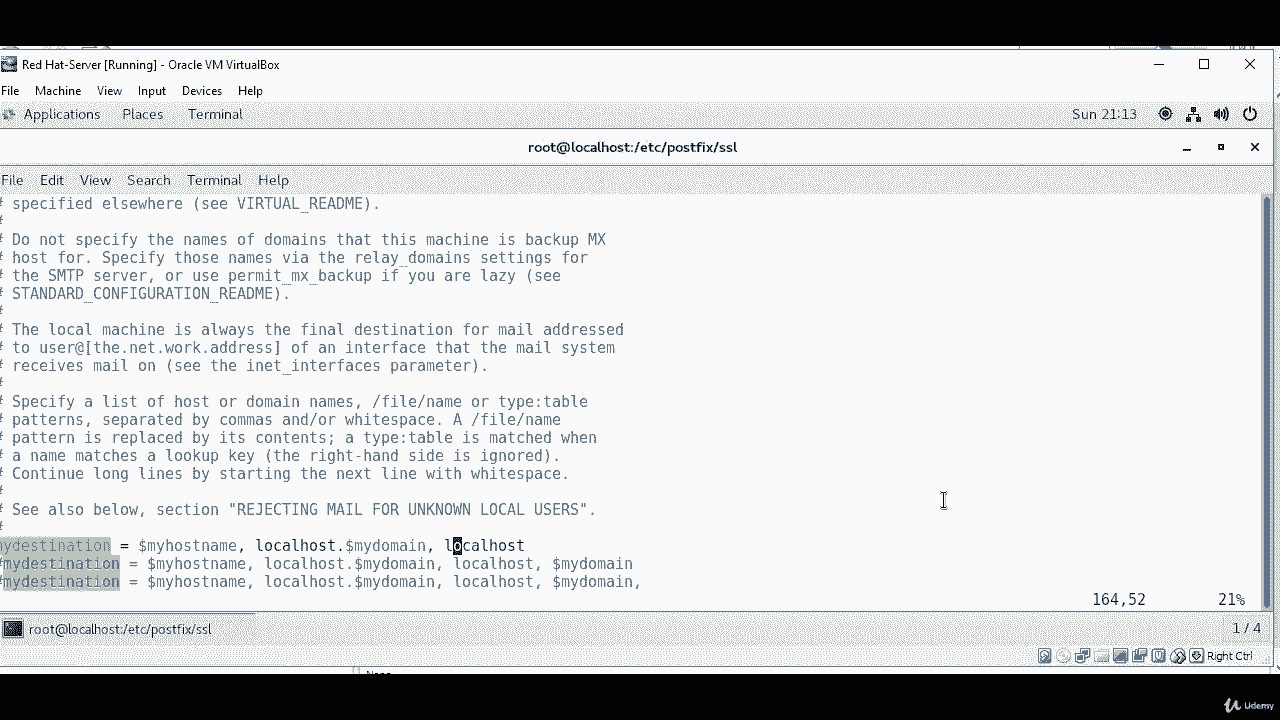 Red Hat-Server [Running] - Oracle VM VirtualBox
File Machine View Input Devices Help
Applications Places Terminal Sun 21:13
root@localhost:/etc/postfix/ssl
File Edit View Search Terminal Help
# specified elsewhere (see VIRTUAL_README).
#
# Do not specify the names of domains that this machine is backup MX
# host for. Specify those names via the relay_domains settings for
# the SMTP server, or use permit_mx_backup if you are lazy (see
# STANDARD_CONFIGURATION_README).
#
# The local machine is always the final destination for mail addressed
# to user@[the.net.work.address] of an interface that the mail system
# receives mail on (see the inet_interfaces parameter).
#
# Specify a list of host or domain names, /file/name or type:table
# patterns, separated by commas and/or whitespace. A /file/name
# pattern is replaced by its contents; a type:table is matched when
# a name matches a lookup key (the right-hand side is ignored).
# Continue long lines by starting the next line with whitespace.
#
# See also below, section "REJECTING MAIL FOR UNKNOWN LOCAL USERS".
#
mydestination = $myhostname, localhost.$mydomain, localhost
#mydestination = $myhostname, localhost.$mydomain, localhost, $mydomain
#mydestination = $myhostname, localhost.$mydomain, localhost, $mydomain,
164,52 21%
root@localhost:/etc/postfix/ssl 1 / 4
Right Ctrl
Udemy